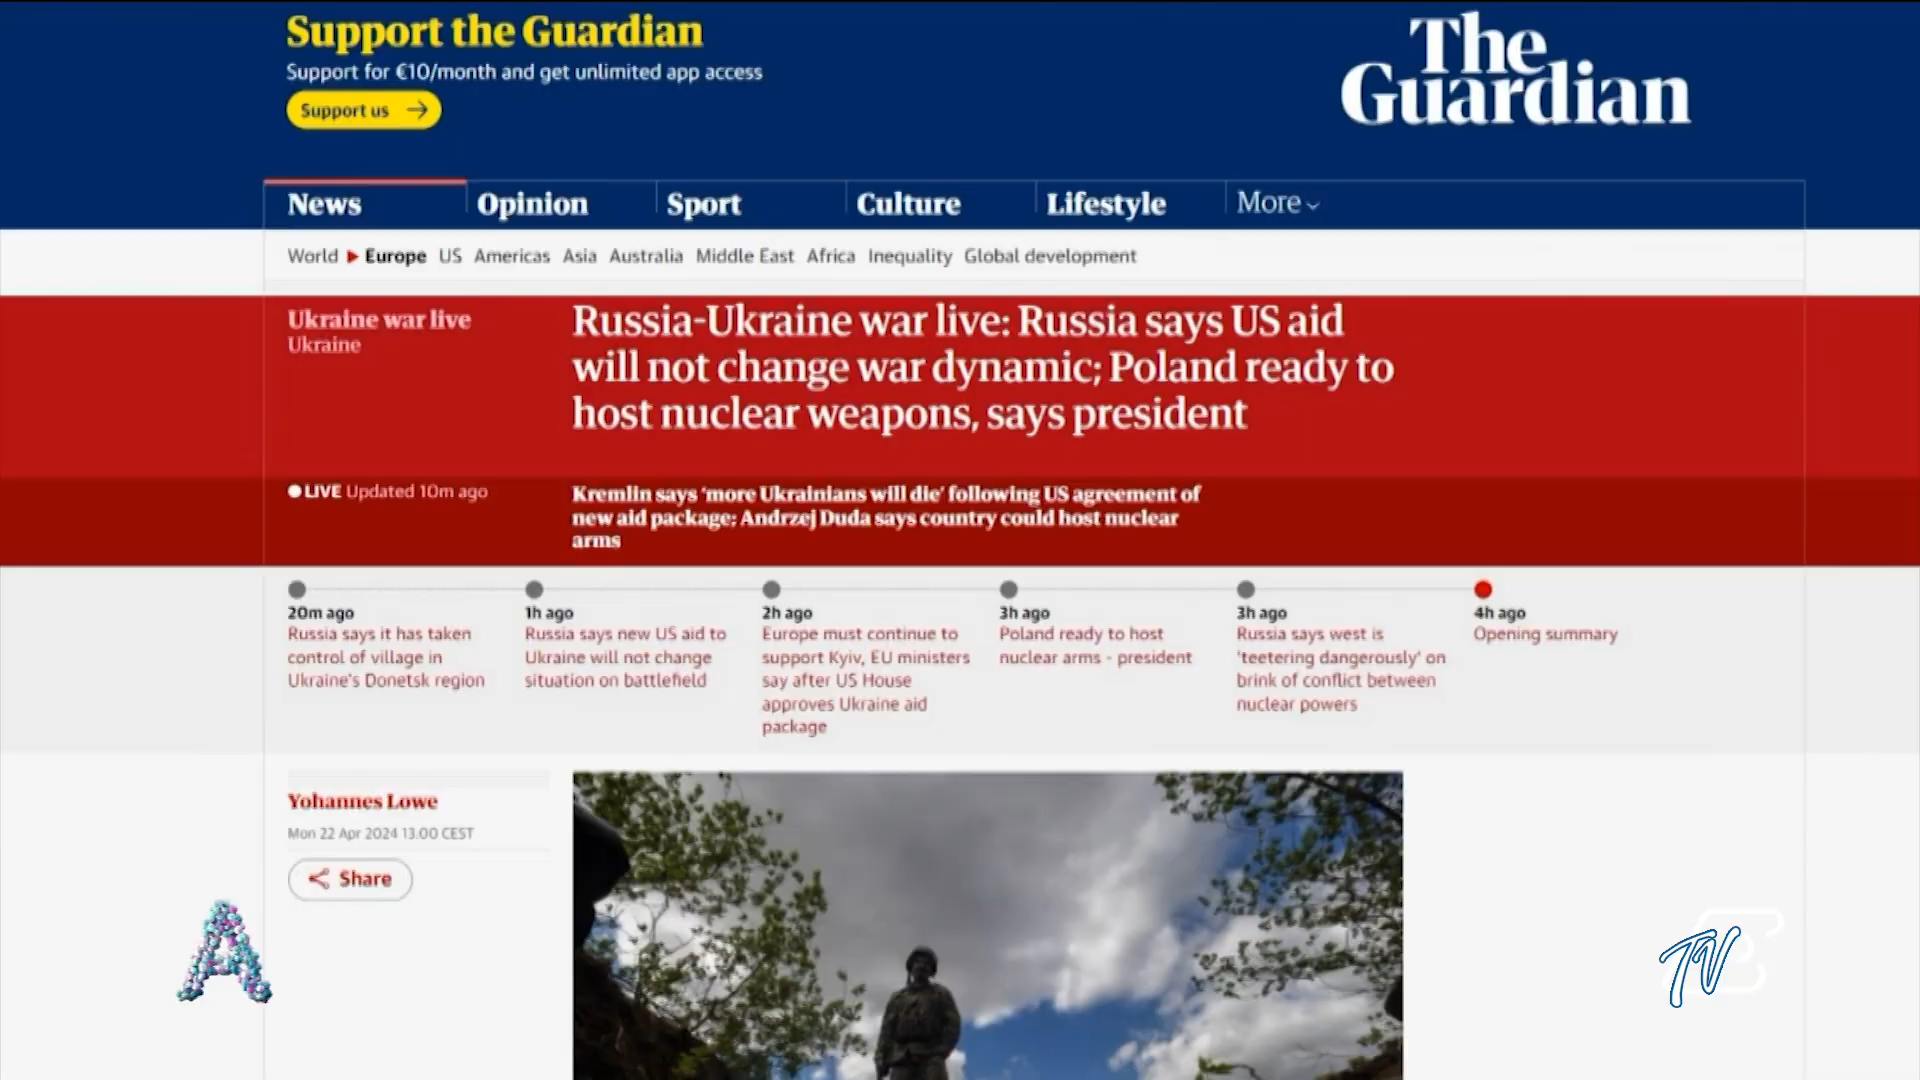 Support the Guardian
Support for €10/month and get unlimited app access
Support us
The
Guardian
News Opinion Sport Culture Lifestyle More
World Europe US Americas Asia Australia Middle East Africa Inequality Global development
Ukraine war live
Ukraine
Russia-Ukraine war live: Russia says US aid
will not change war dynamic; Poland ready to
host nuclear weapons, says president
LIVE Updated 10m ago
Kremlin says ‘more Ukrainians will die’ following US agreement of
new aid package; Andrzej Duda says country could host nuclear
arms
20m ago
Russia says it has taken
control of village in
Ukraine's Donetsk region
1h ago
Russia says new US aid to
Ukraine will not change
situation on battlefield
2h ago
Europe must continue to
support Kyiv, EU ministers
say after US House
approves Ukraine aid
package
3h ago
Poland ready to host
nuclear arms - president
3h ago
Russia says west is
'teetering dangerously' on
brink of conflict between
nuclear powers
4h ago
Opening summary
Yohannes Lowe
Mon 22 Apr 2024 13.00 CEST
Share
A
TV